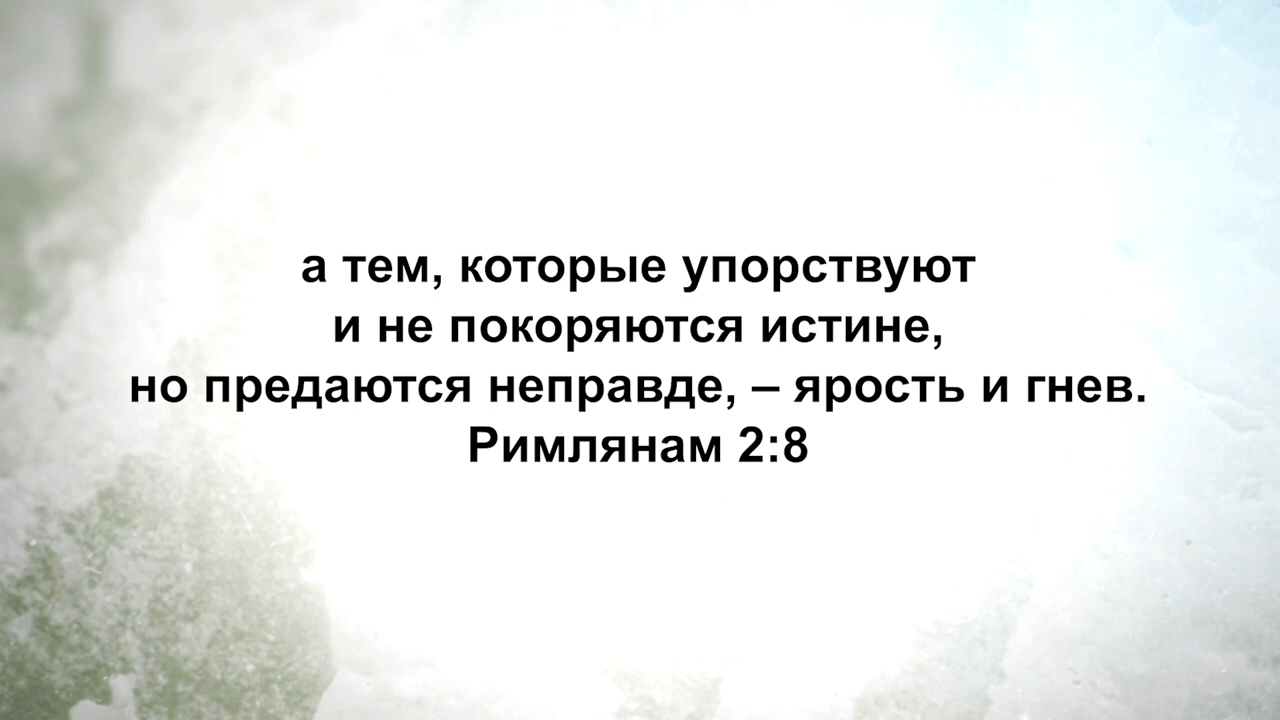 а тем, которые упорствуют
и не покоряются истине,
но предаются неправде, – ярость и гнев.
Римлянам 2:8